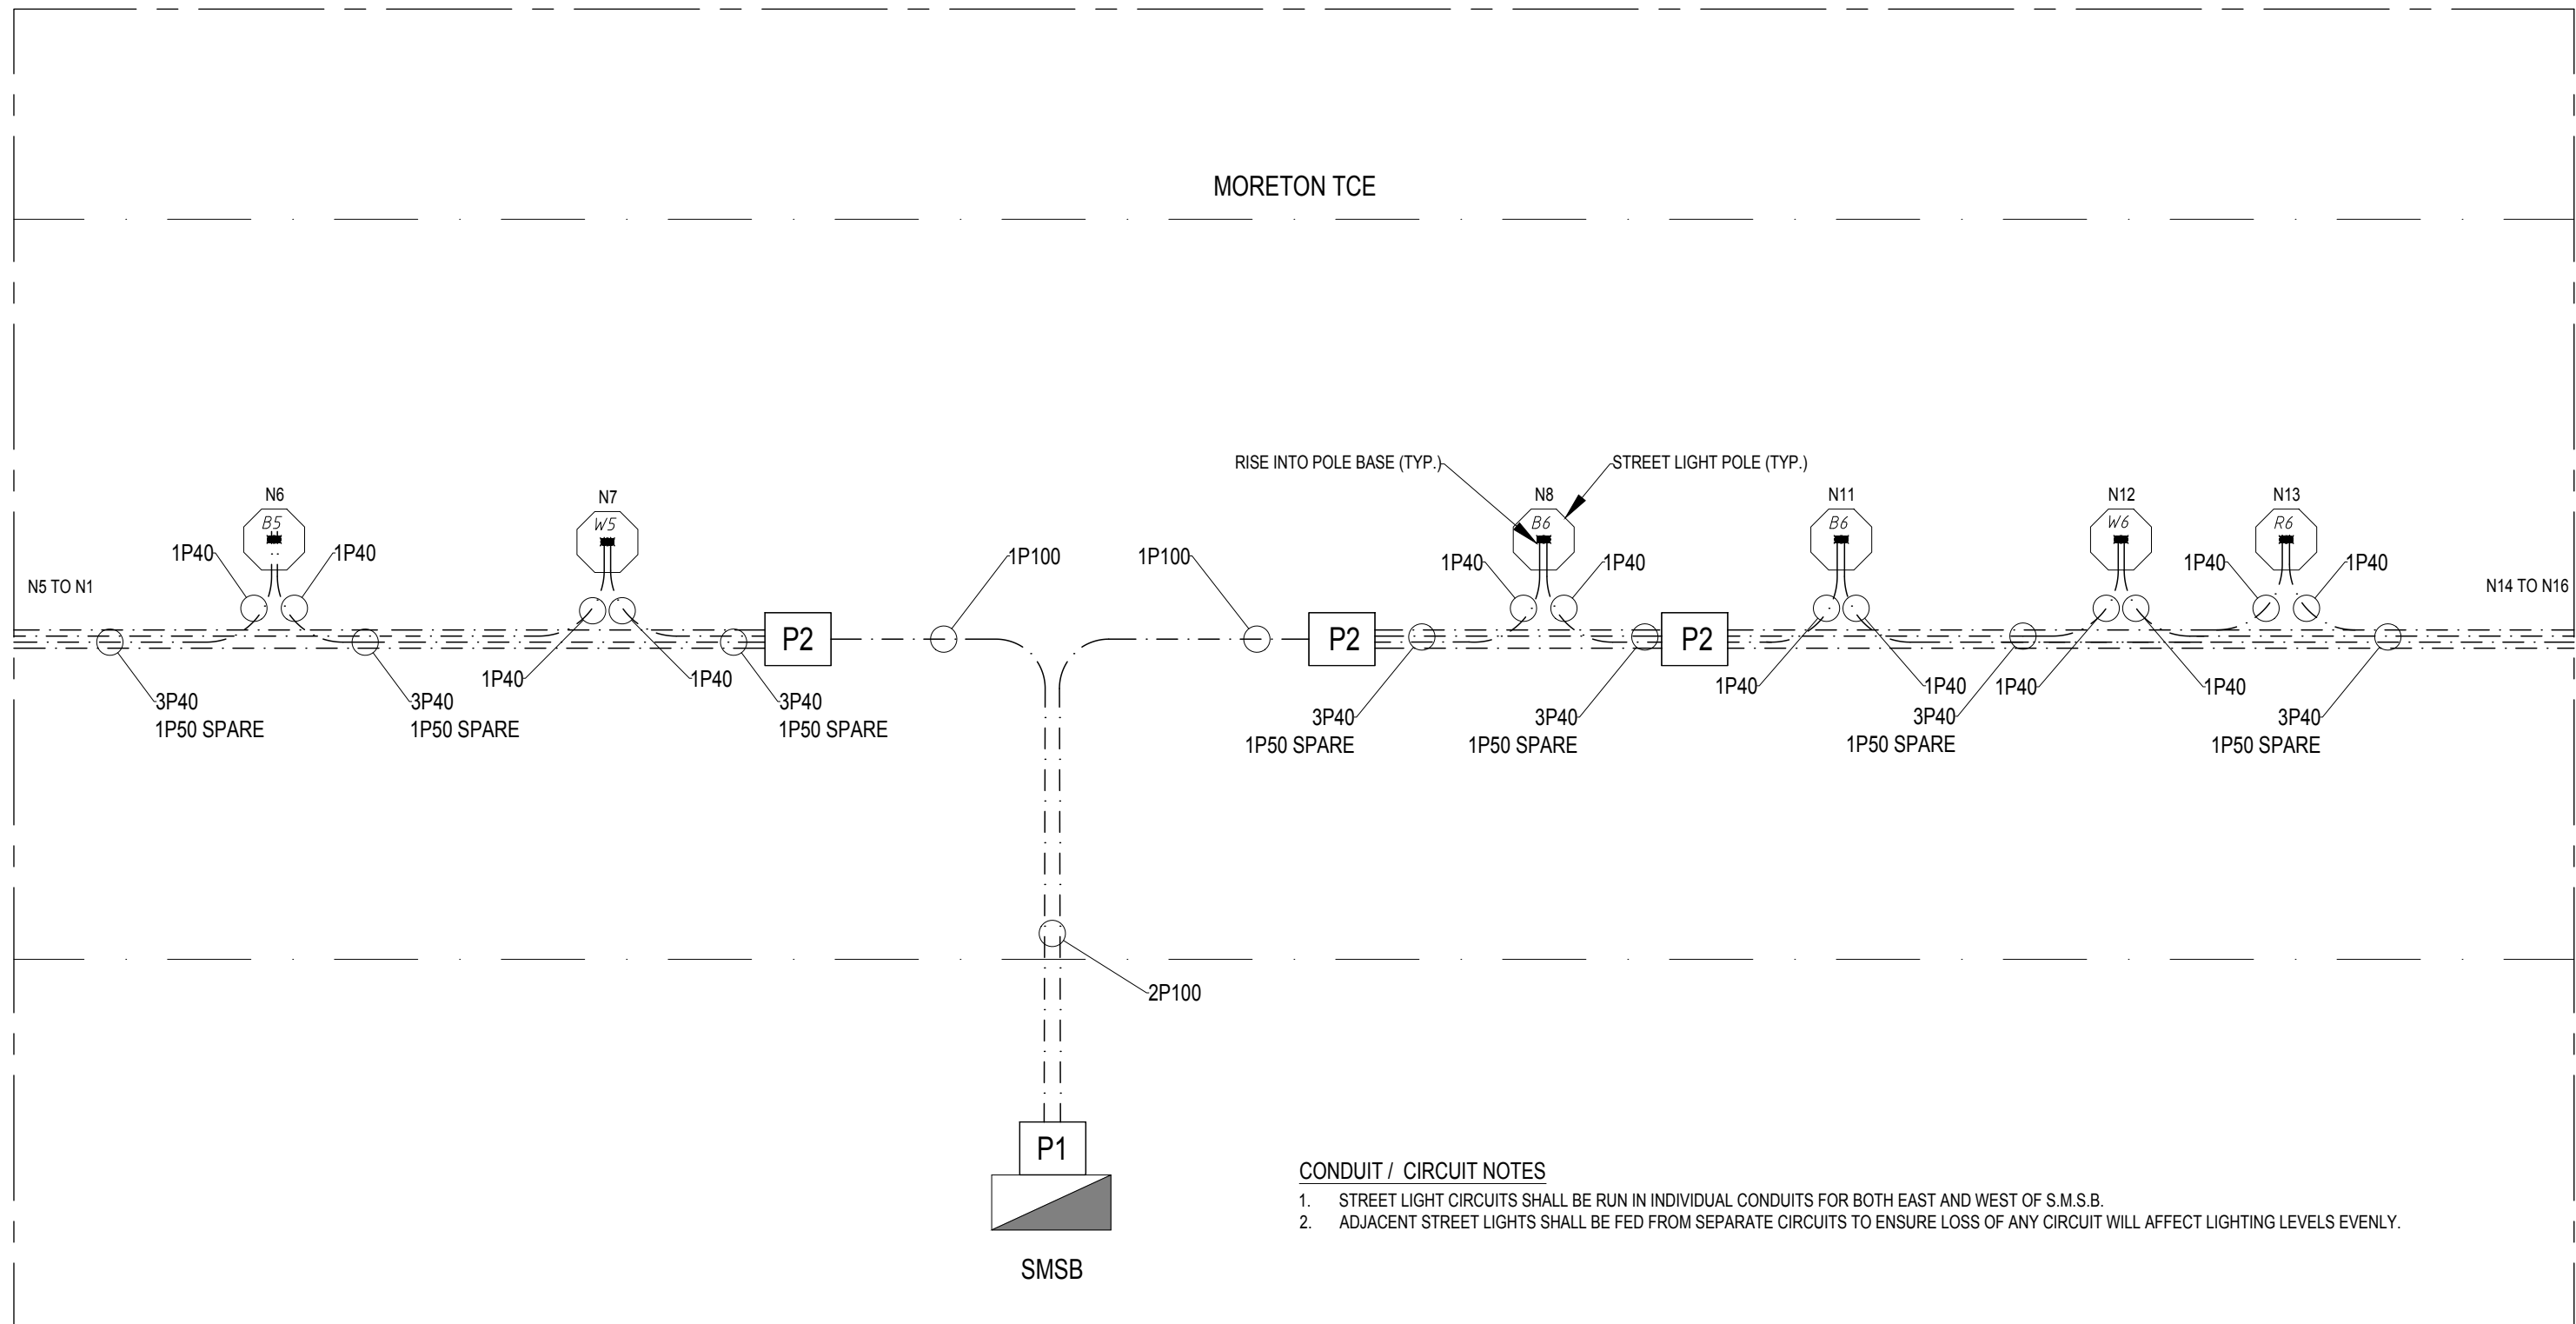 MORETON TCE
RISE INTO POLE BASE (TYP.)
STREET LIGHT POLE (TYP.)
N6
N7
N8
N11
N12
N13
B5
W5
B6
B6
W6
R6
1P40
1P40
1P100
1P100
1P40
1P40
1P40
1P40
N5 TO N1
N14 TO N16
P2
P2
P2
1P40
1P40
1P40
1P40
1P40
1P40
3P40
1P50 SPARE
3P40
1P50 SPARE
3P40
1P50 SPARE
3P40
1P50 SPARE
3P40
1P50 SPARE
3P40
1P50 SPARE
3P40
1P50 SPARE
2P100
P1
SMSB
CONDUIT / CIRCUIT NOTES
1. STREET LIGHT CIRCUITS SHALL BE RUN IN INDIVIDUAL CONDUITS FOR BOTH EAST AND WEST OF S.M.S.B.
2. ADJACENT STREET LIGHTS SHALL BE FED FROM SEPARATE CIRCUITS TO ENSURE LOSS OF ANY CIRCUIT WILL AFFECT LIGHTING LEVELS EVENLY.